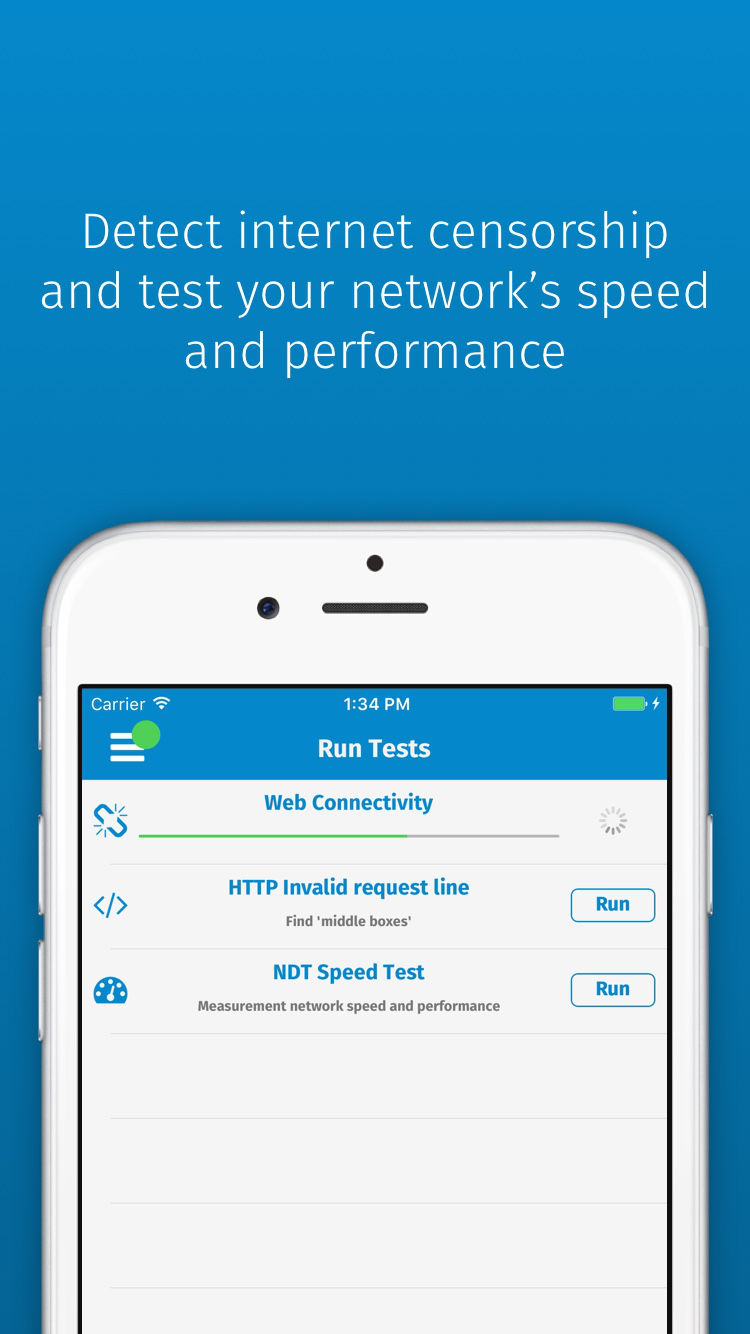 Detect internet censorship
and test your network’s speed
and performance
Carrier 1:34 PM
Run Tests
Web Connectivity
HTTP Invalid request line
Find 'middle boxes'
Run
NDT Speed Test
Measurement network speed and performance
Run